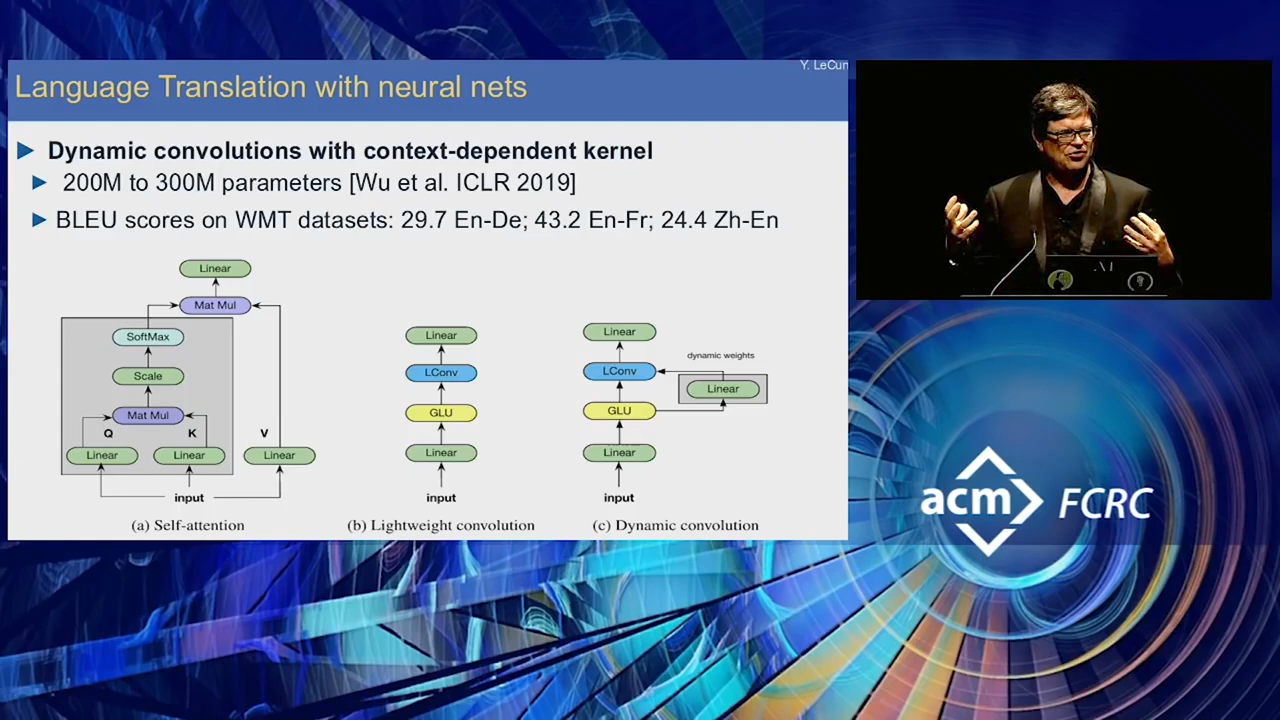 Y. LeCun
Language Translation with neural nets
Dynamic convolutions with context-dependent kernel
200M to 300M parameters [Wu et al. ICLR 2019]
BLEU scores on WMT datasets: 29.7 En-De; 43.2 En-Fr; 24.4 Zh-En
Linear
Mat Mul
SoftMax
Scale
Mat Mul
Q K V
Linear Linear Linear
input
(a) Self-attention
Linear
LConv
GLU
Linear
input
(b) Lightweight convolution
Linear
dynamic weights
LConv
Linear
GLU
Linear
input
(c) Dynamic convolution
acm FCRC